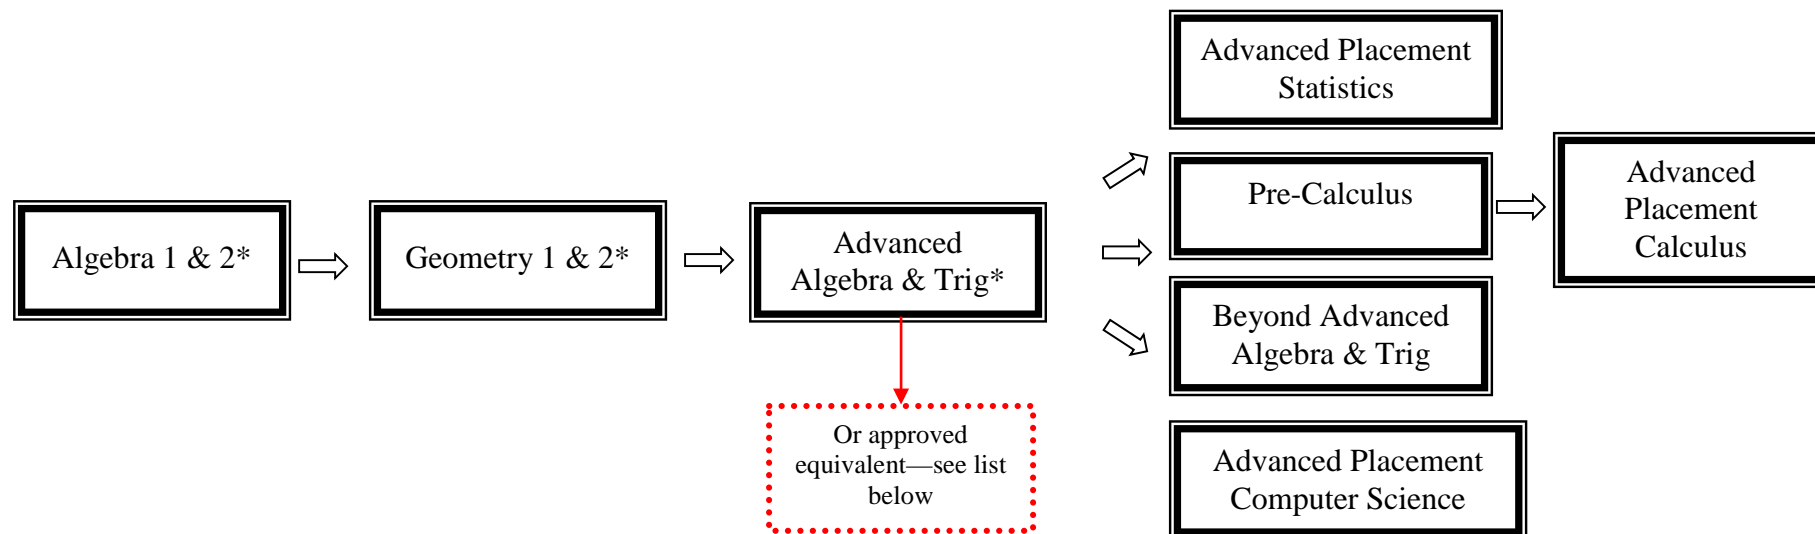 Algebra 1 & 2*
Geometry 1 & 2*
Advanced
Algebra & Trig*
Or approved
equivalent—see list
below
Advanced Placement
Statistics
Pre-Calculus
Beyond Advanced
Algebra & Trig
Advanced Placement
Computer Science
Advanced
Placement
Calculus